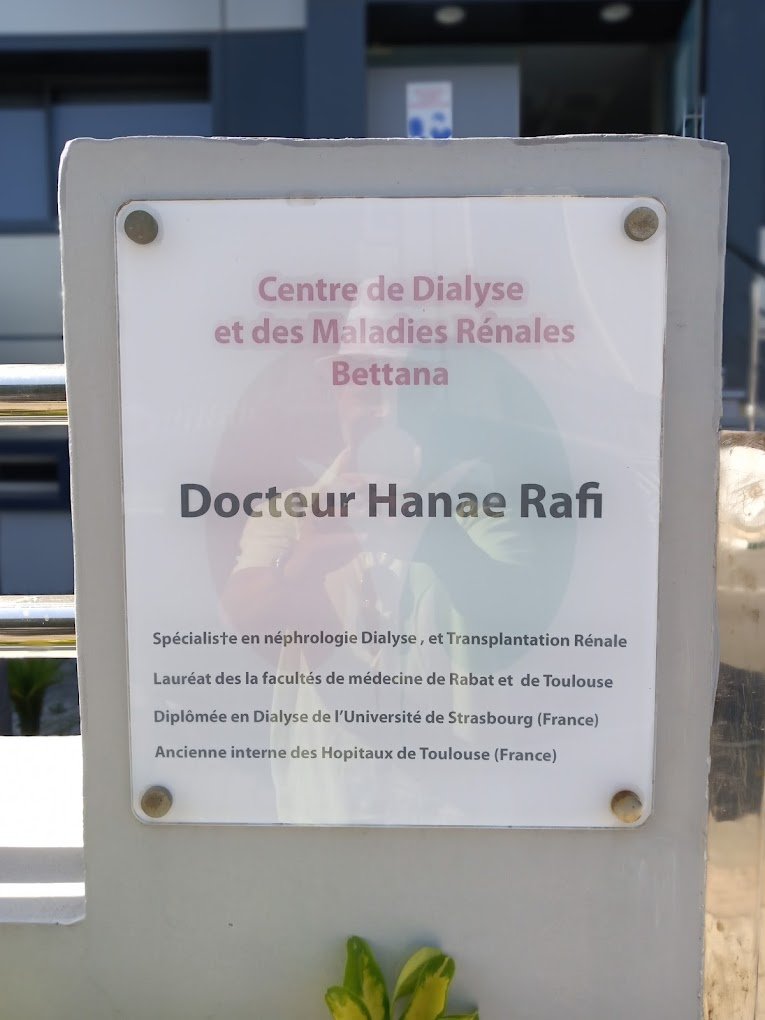 Centre de Dialyse
et des Maladies Rénales
Bettana
Docteur Hanae Rafi
Spécialiste en néphrologie Dialyse , et Transplantation Rénale
Lauréat des la facultés de médecine de Rabat et de Toulouse
Diplômée en Dialyse de l'Université de Strasbourg (France)
Ancienne interne des Hopitaux de Toulouse (France)